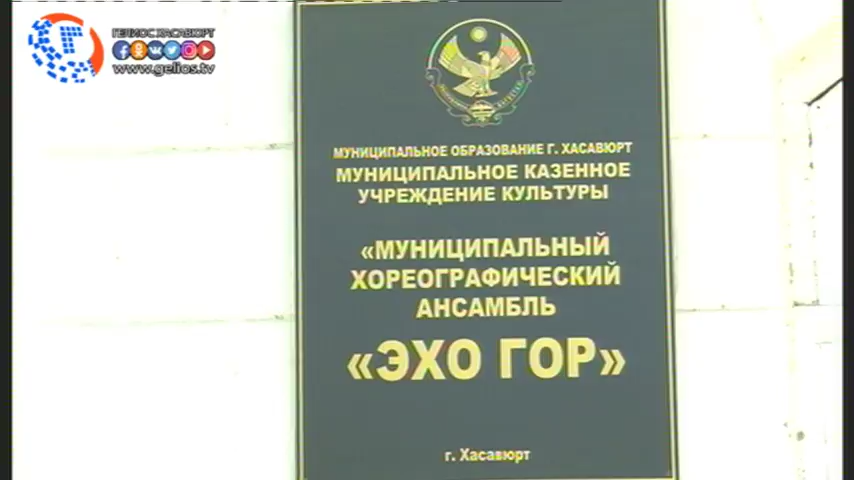 ГЕЛИОС ХАСАВЮРТ
www.gelios.tv
МУНИЦИПАЛЬНОЕ ОБРАЗОВАНИЕ Г. ХАСАВЮРТ
МУНИЦИПАЛЬНОЕ КАЗЕННОЕ
УЧРЕЖДЕНИЕ КУЛЬТУРЫ
«МУНИЦИПАЛЬНЫЙ
ХОРЕОГРАФИЧЕСКИЙ
АНСАМБЛЬ
«ЭХО ГОР»
г. Хасавюрт